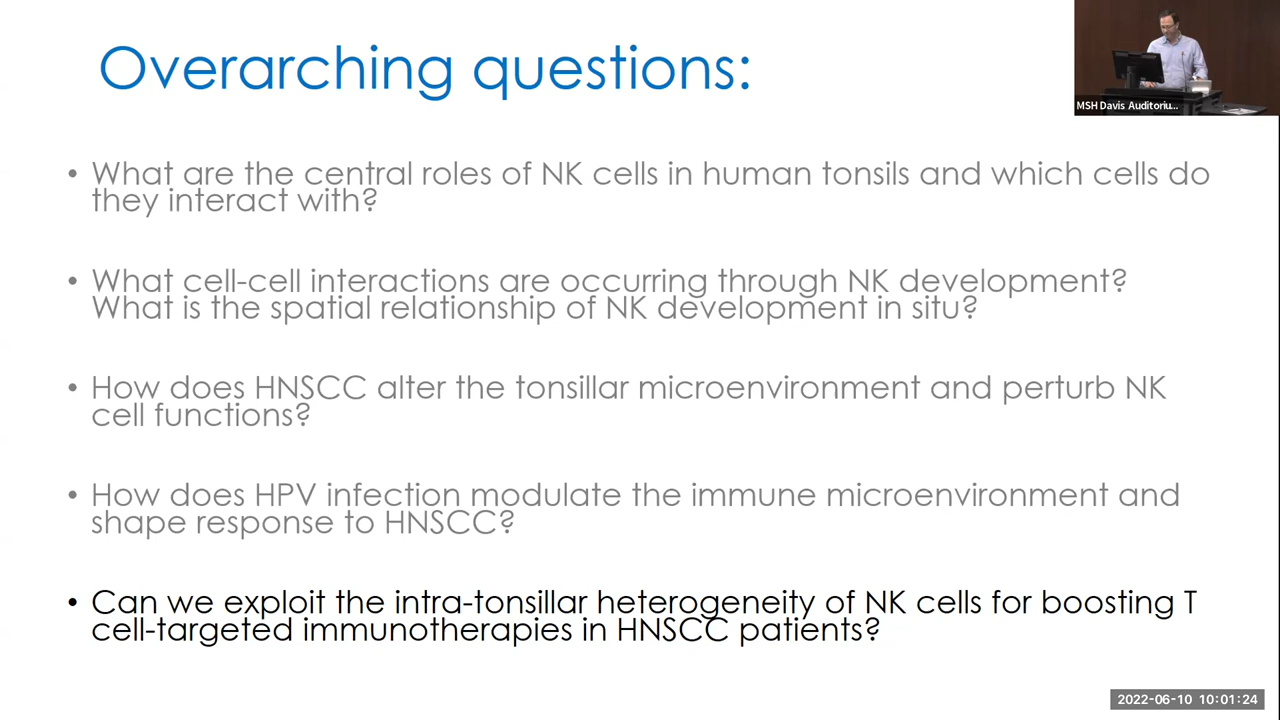 Overarching questions:
MSH Davis Auditoriu...
• What are the central roles of NK cells in human tonsils and which cells do
they interact with?
• What cell-cell interactions are occurring through NK development?
What is the spatial relationship of NK development in situ?
• How does HNSCC alter the tonsillar microenvironment and perturb NK
cell functions?
• How does HPV infection modulate the immune microenvironment and
shape response to HNSCC?
• Can we exploit the intra-tonsillar heterogeneity of NK cells for boosting T
cell-targeted immunotherapies in HNSCC patients?
2022-06-10 10:01:24